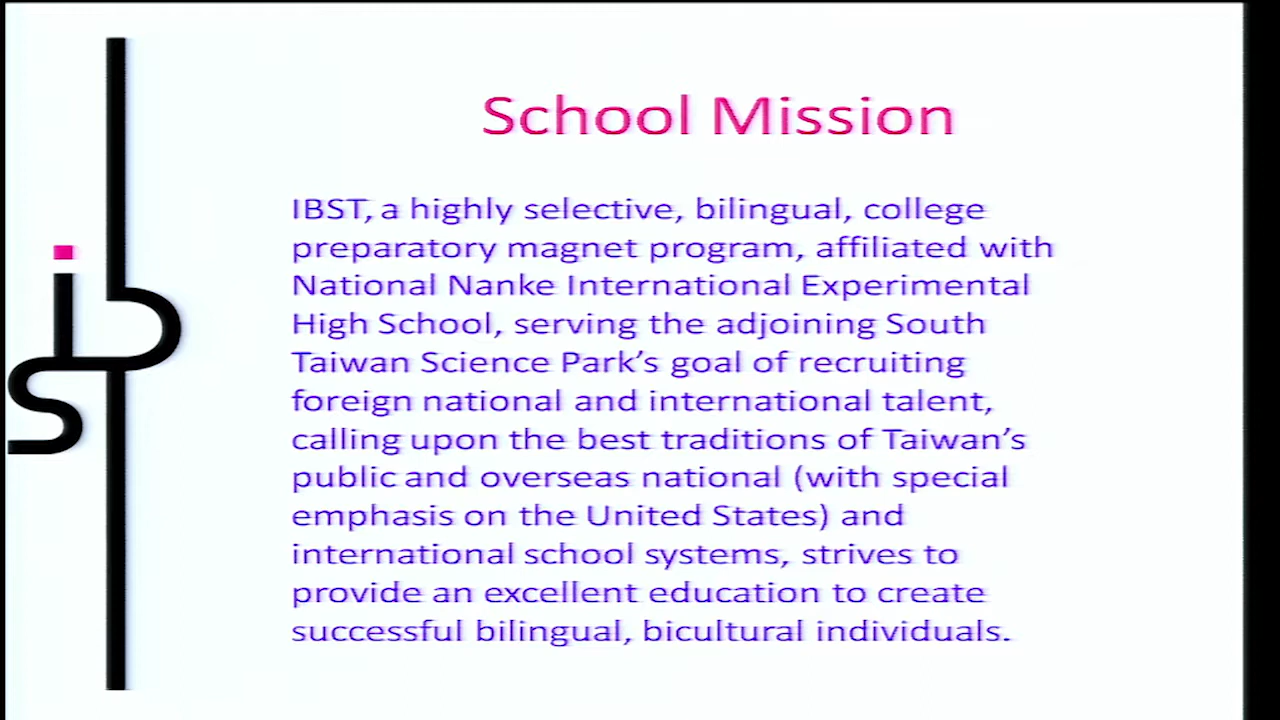 School Mission
IBST, a highly selective, bilingual, college
preparatory magnet program, affiliated with
National Nanke International Experimental
High School, serving the adjoining South
Taiwan Science Park's goal of recruiting
foreign national and international talent,
calling upon the best traditions of Taiwan's
public and overseas national (with special
emphasis on the United States) and
international school systems, strives to
provide an excellent education to create
successful bilingual, bicultural individuals.
ibst